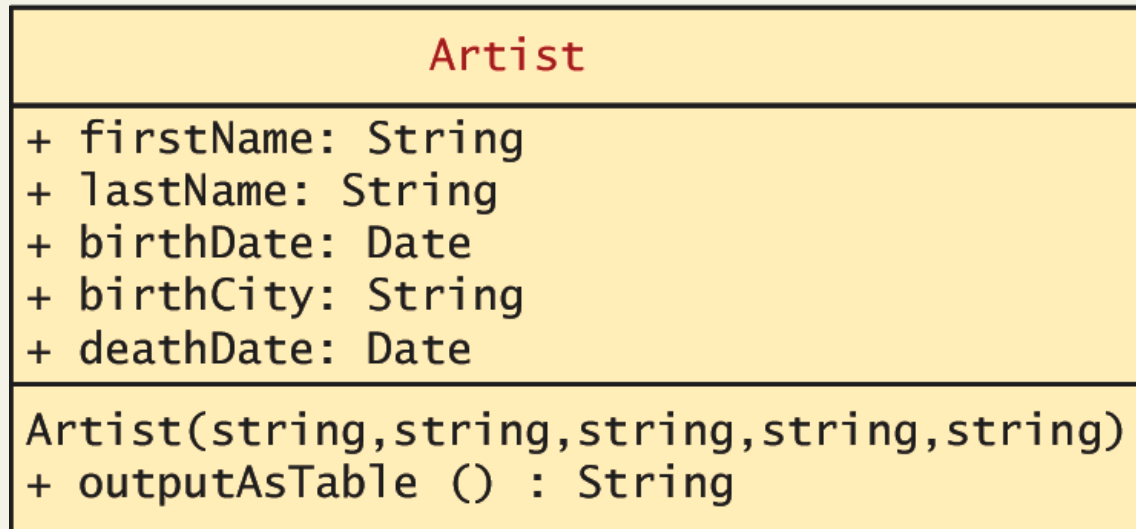 Artist
+ firstName: String
+ lastName: String
+ birthDate: Date
+ birthCity: String
+ deathDate: Date
Artist(string,string,string,string,string)
+ outputAsTable () : String